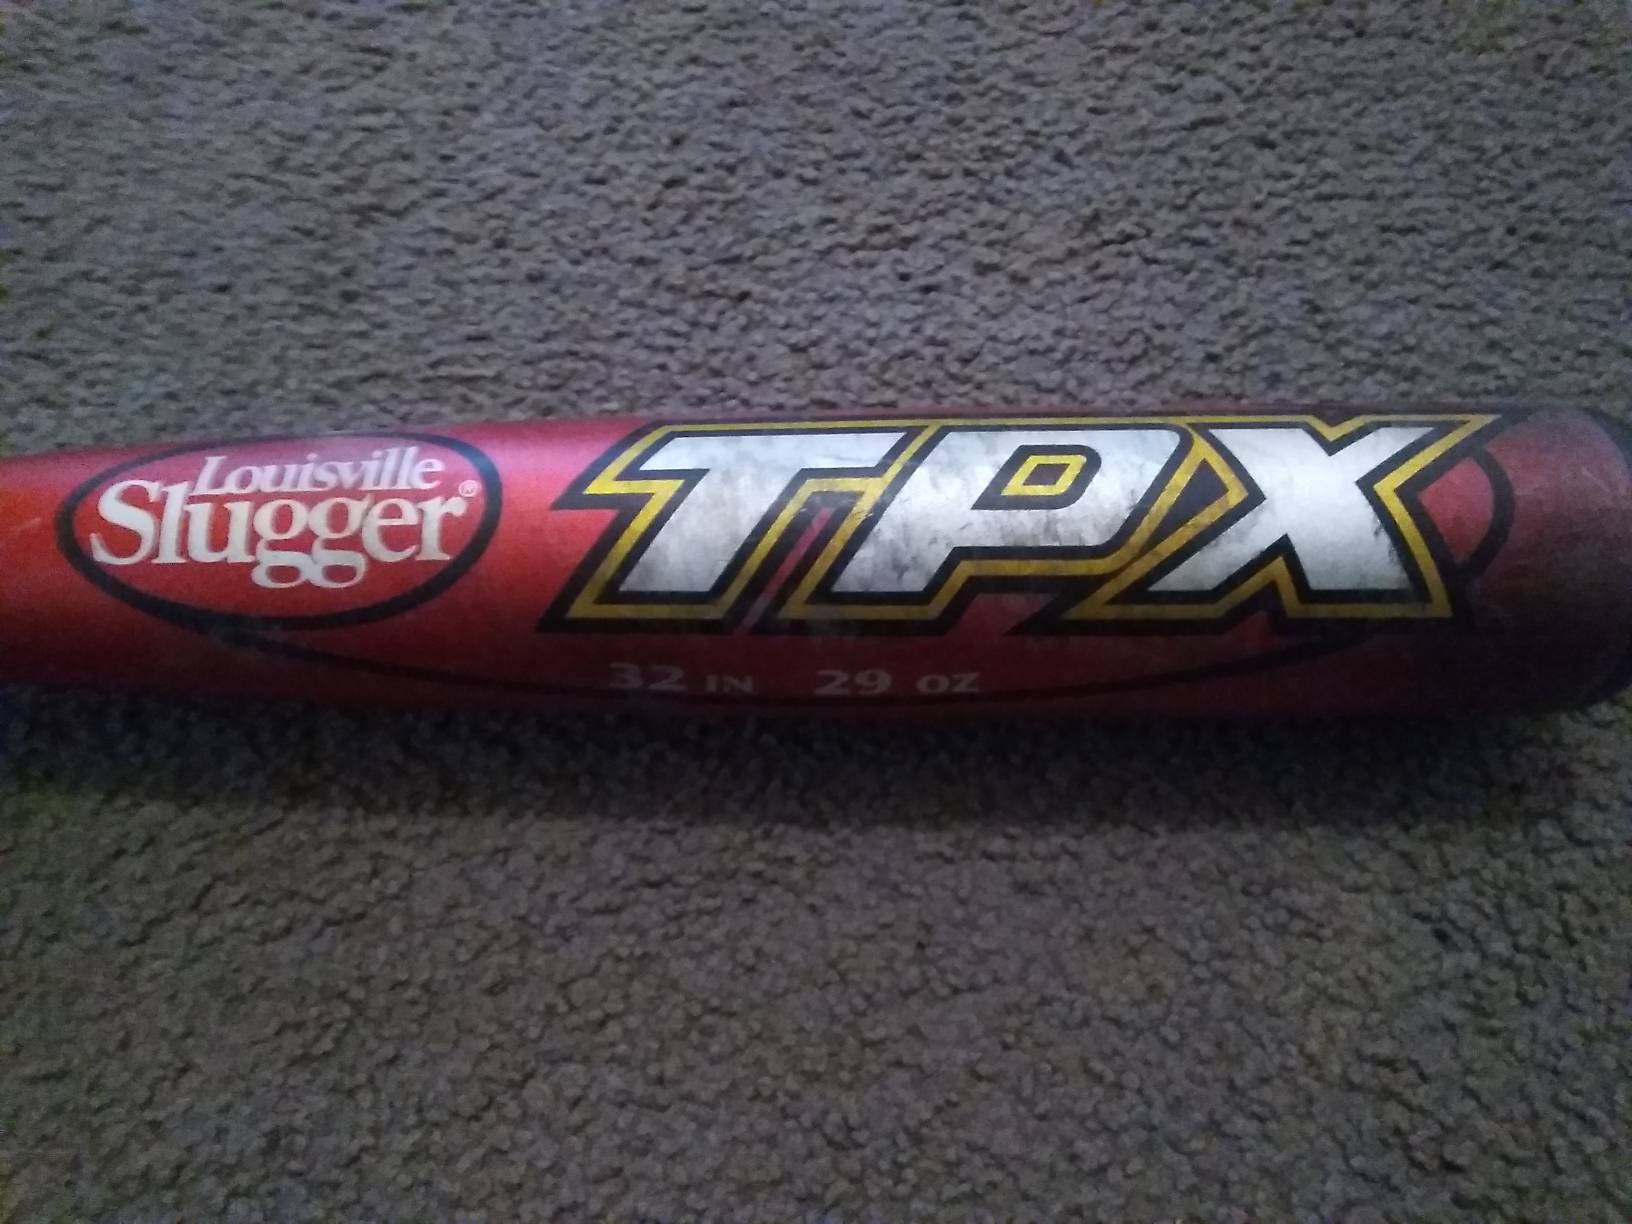 Louisville
Slugger®
TPX
32 IN 29 OZ